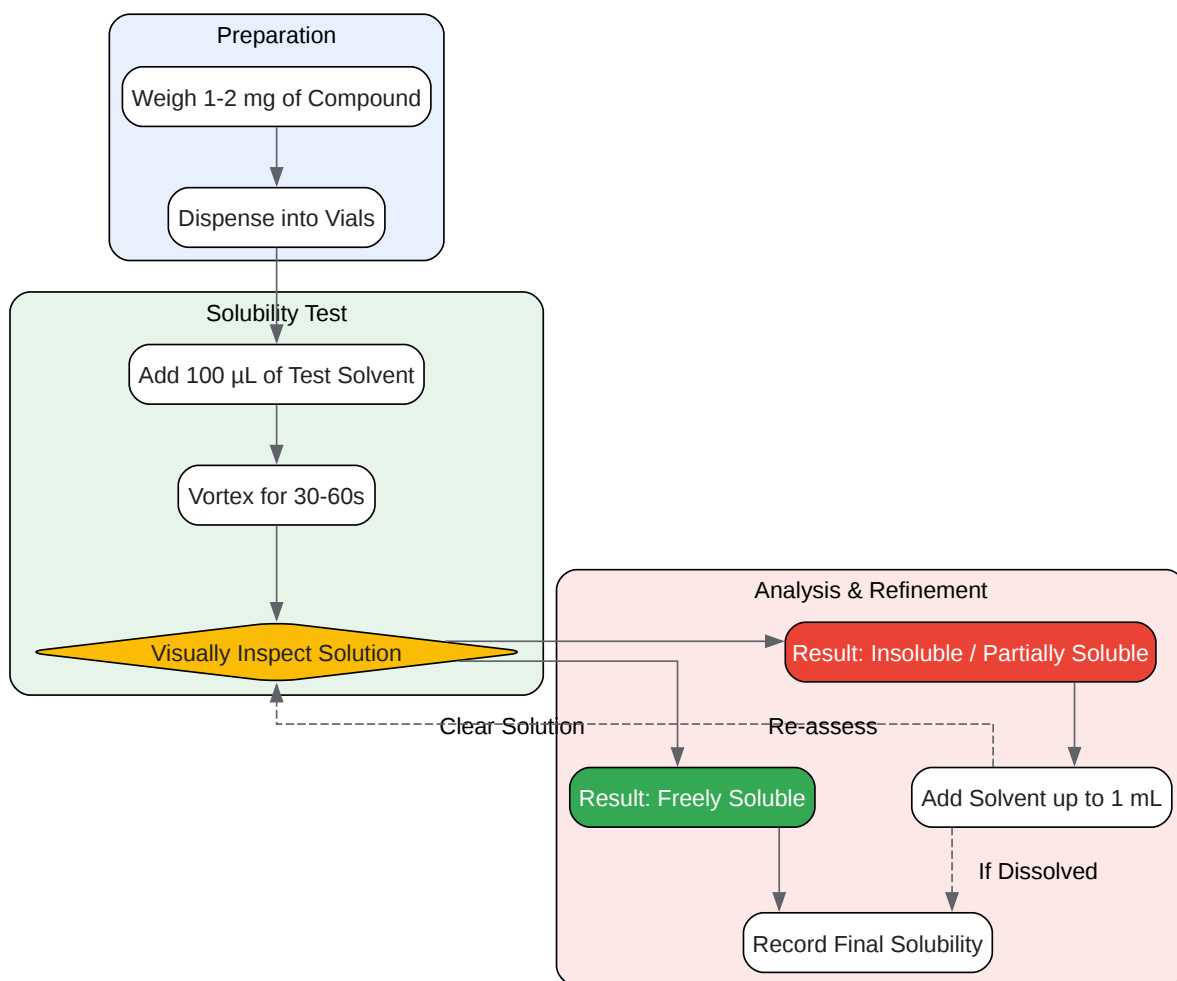 Preparation
Weigh 1-2 mg of Compound
Dispense into Vials
Solubility Test
Add 100 µL of Test Solvent
Vortex for 30-60s
Visually Inspect Solution
Analysis & Refinement
Result: Insoluble / Partially Soluble
Clear Solution
Re-assess
Result: Freely Soluble
Add Solvent up to 1 mL
If Dissolved
Record Final Solubility